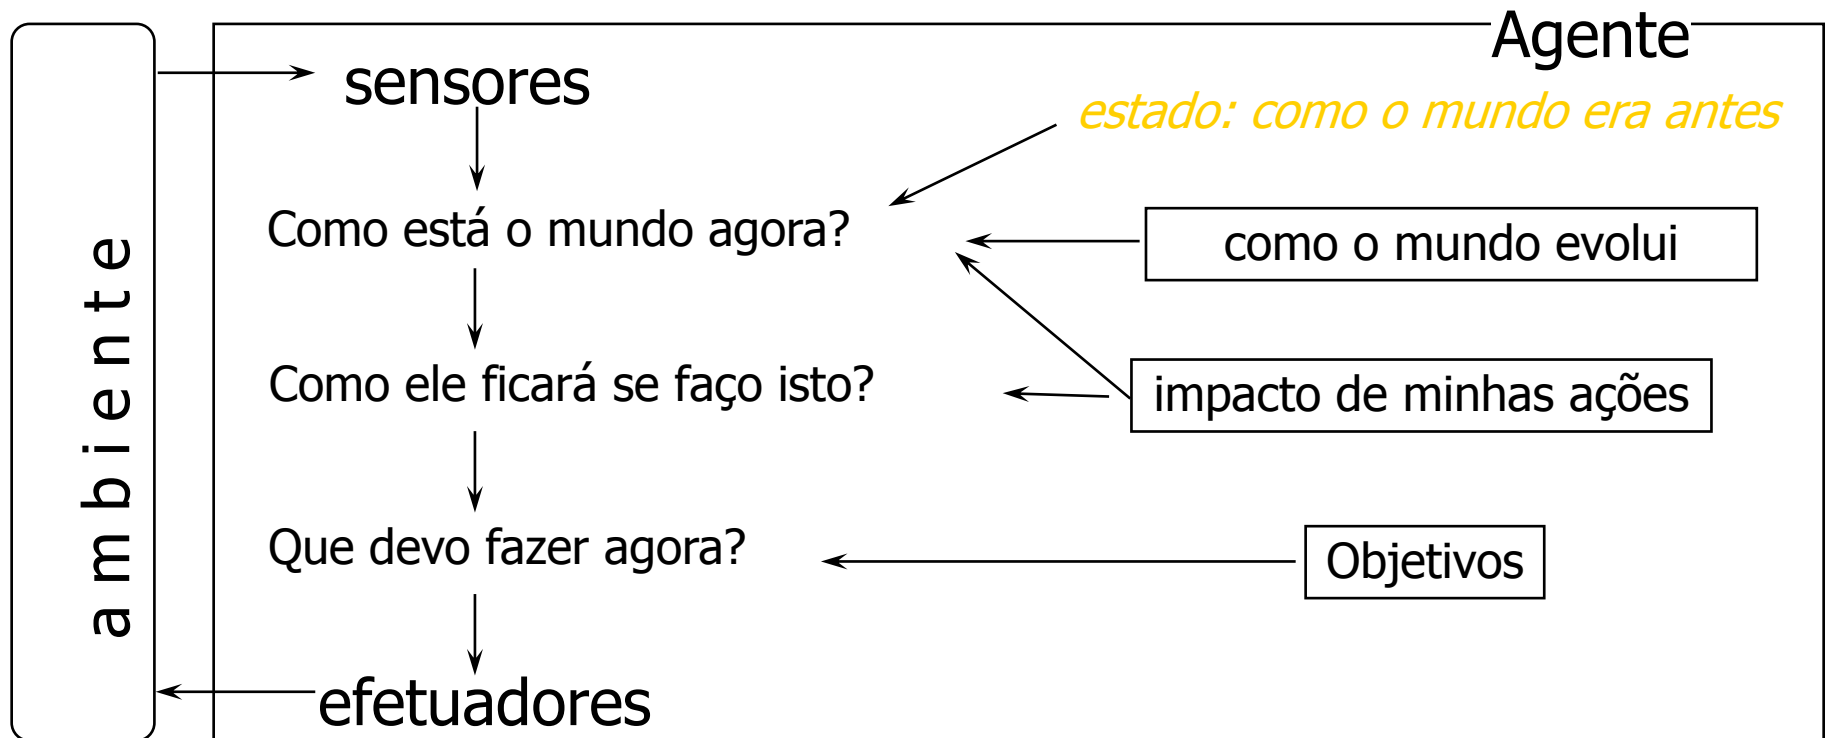 Agente
sensores
estado: como o mundo era antes
Como está o mundo agora?
como o mundo evolui
Como ele ficará se faço isto?
impacto de minhas ações
Que devo fazer agora?
Objetivos
efetuadores
ambiente